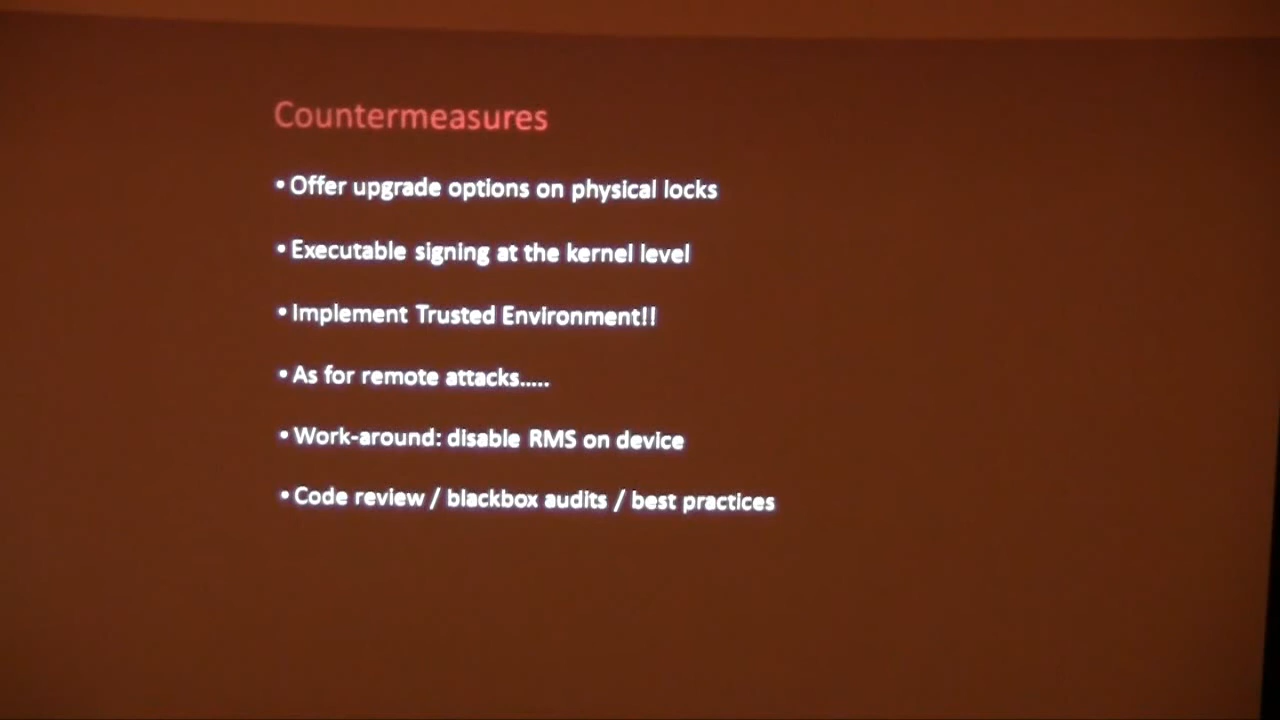 Countermeasures
• Offer upgrade options on physical locks
• Executable signing at the kernel level
• Implement Trusted Environment!!
• As for remote attacks.....
• Work-around: disable RMS on device
• Code review / blackbox audits / best practices